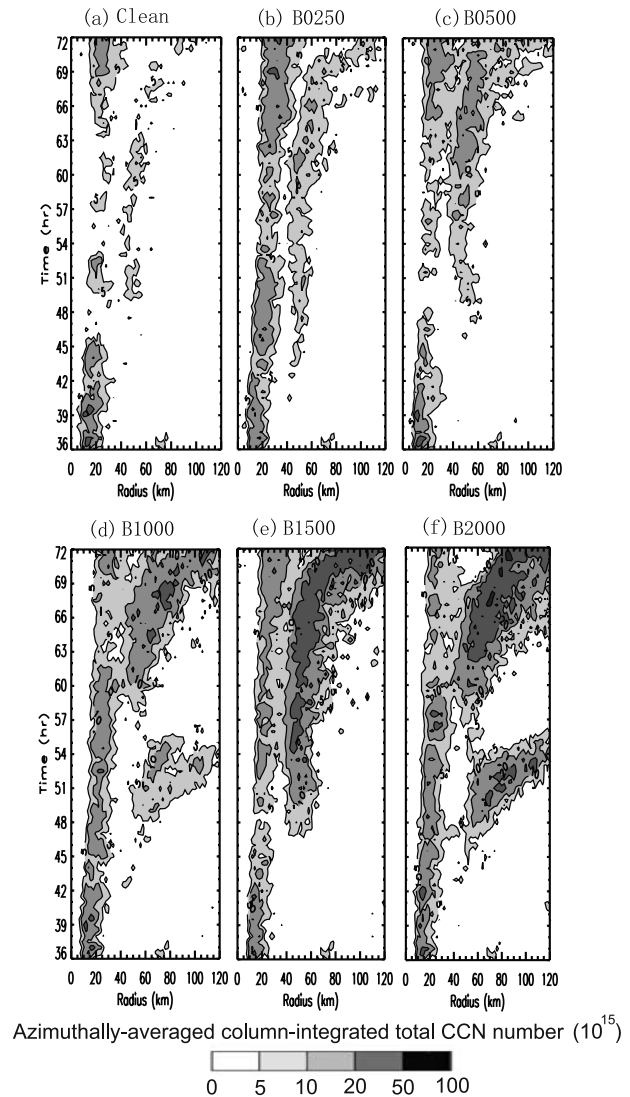 (a) Clean (b) B0250 (c) B0500
72
69
66
63
60
57
54
51
48
45
42
39
36
Time (hr)
0 20 40 60 80 100 120 0 20 40 60 80 100 120 0 20 40 60 80 100 120
Radius (km) Radius (km) Radius (km)
(d) B1000 (e) B1500 (f) B2000
72
69
66
63
60
57
54
51
48
45
42
39
36
Time (hr)
0 20 40 60 80 100 120 0 20 40 60 80 100 120 0 20 40 60 80 100 120
Radius (km) Radius (km) Radius (km)
Azimuthally-averaged column-integrated total CCN number (10^15)
0 5 10 20 50 100